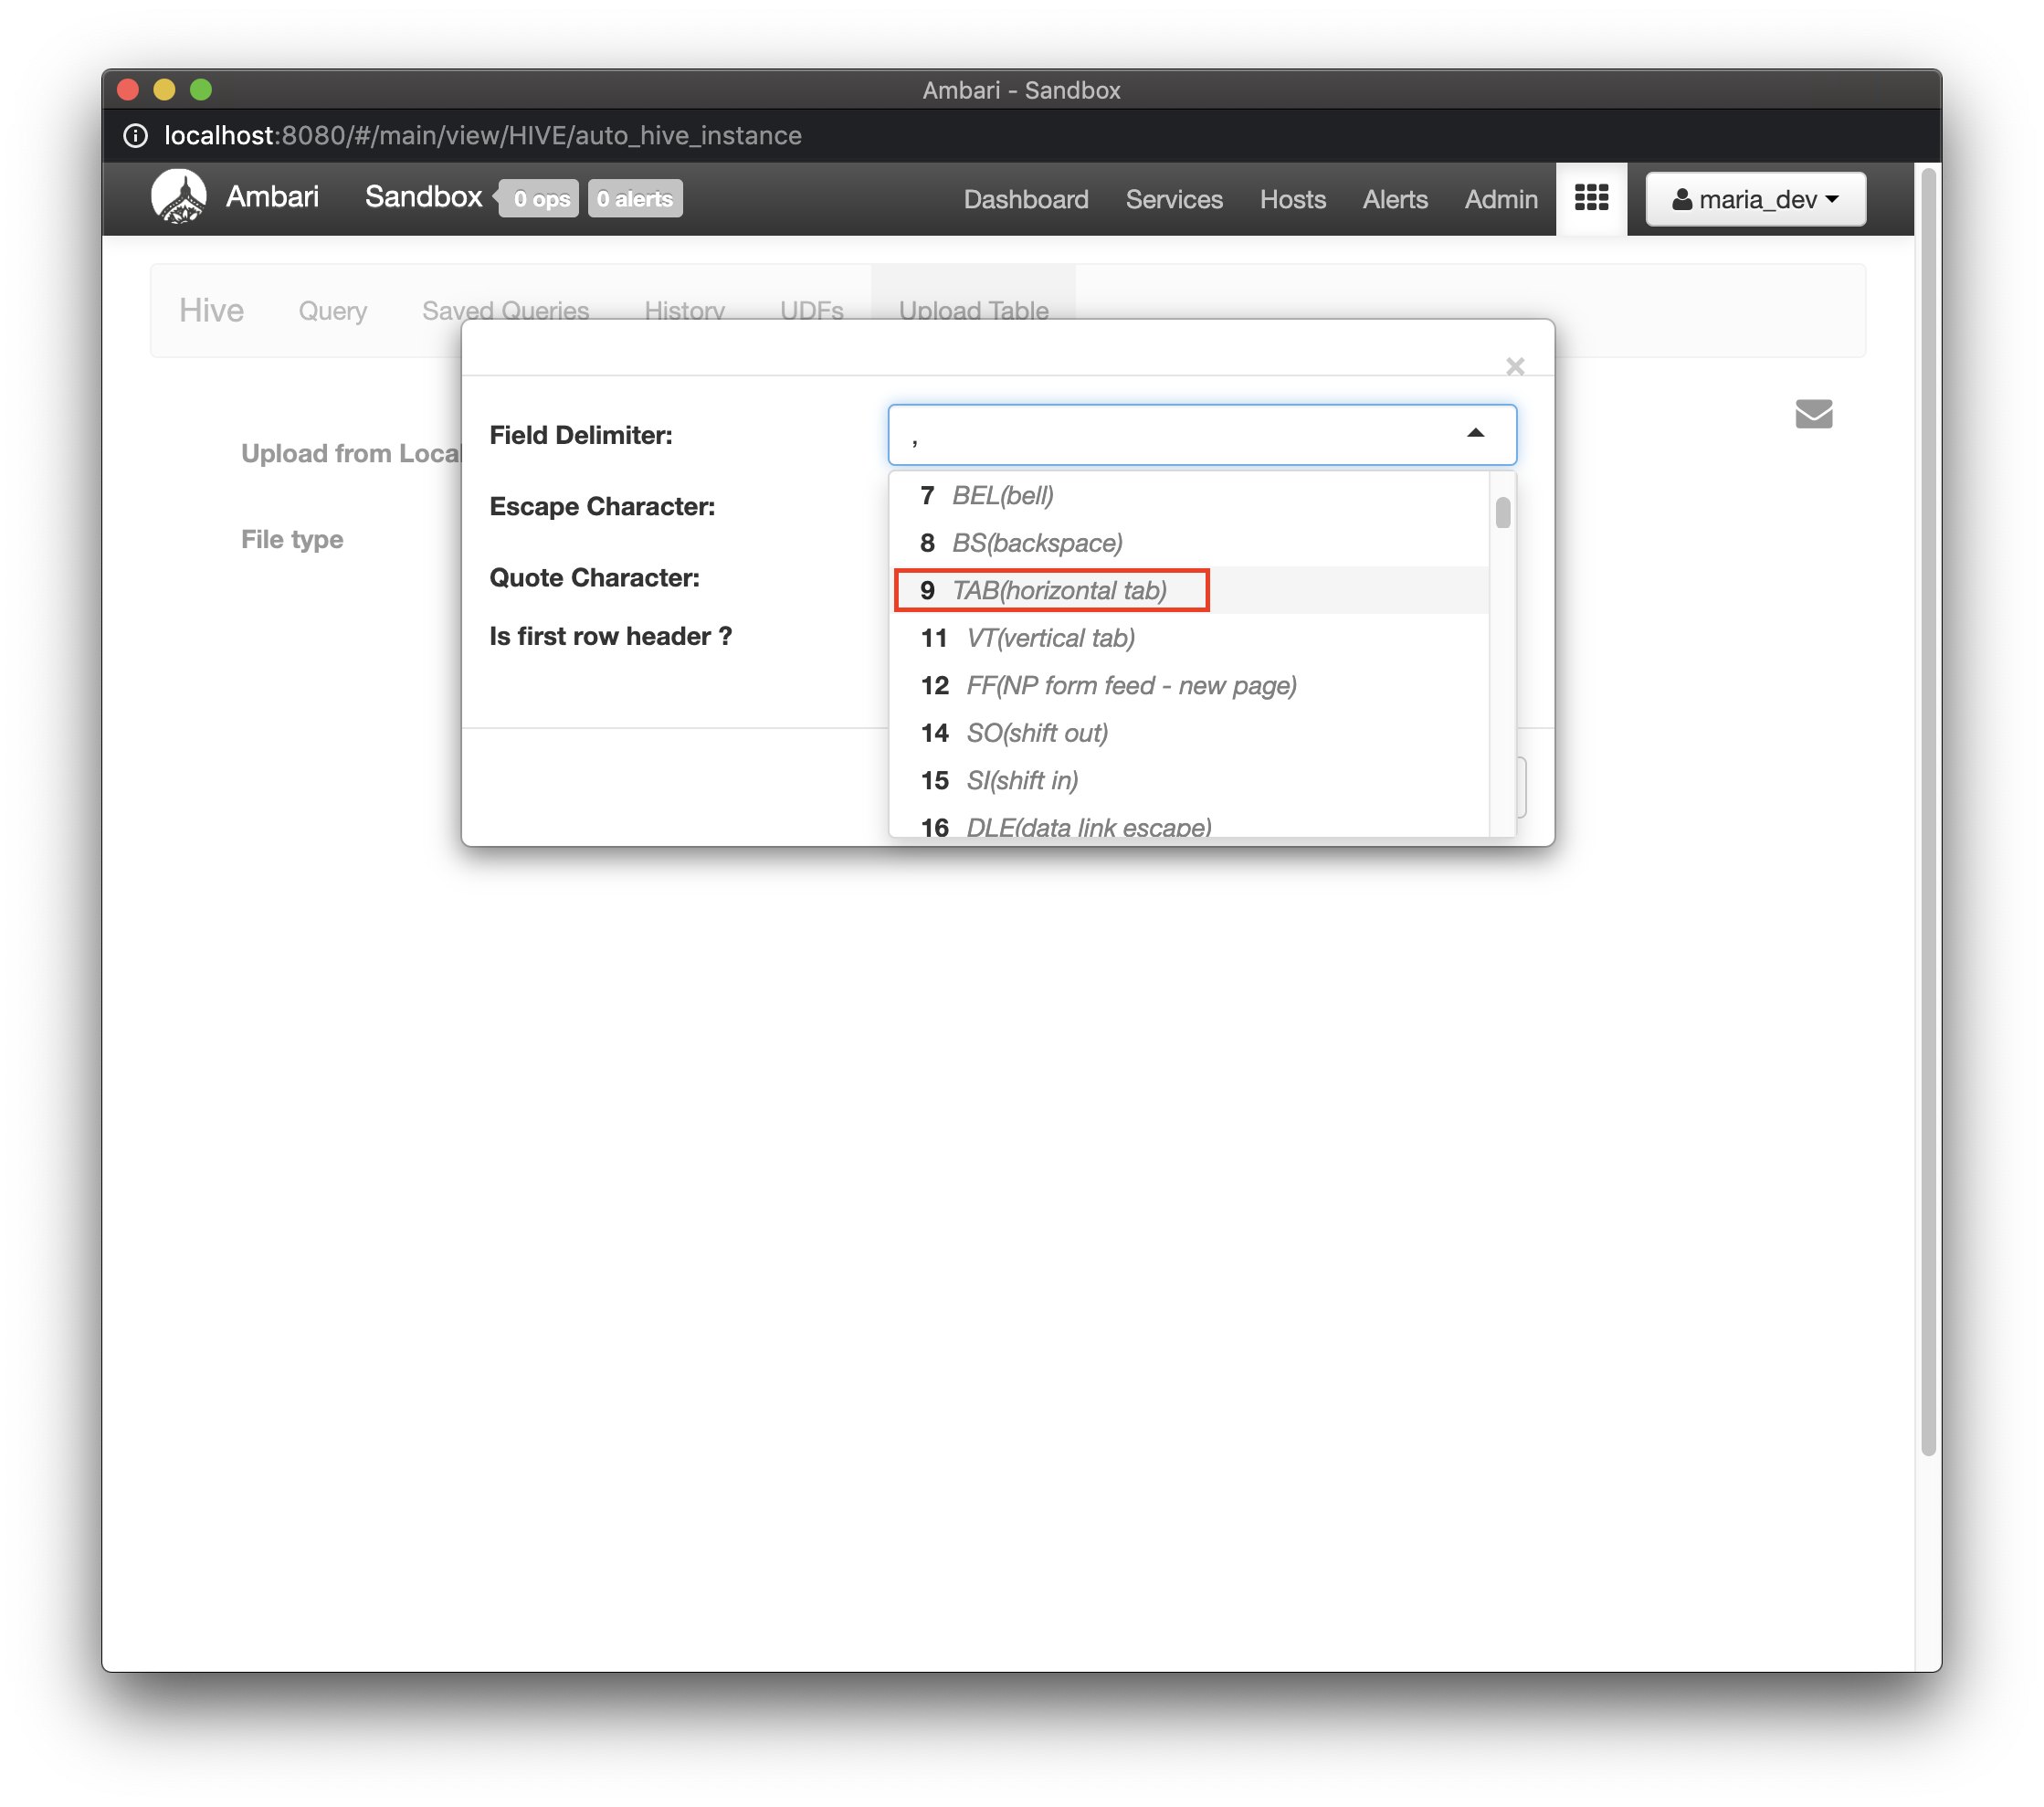 Ambari - Sandbox
localhost:8080/#/main/view/HIVE/auto_hive_instance
Ambari Sandbox 0 ops 0 alerts Dashboard Services Hosts Alerts Admin maria_dev
Hive Query Saved Queries History UDFs Upload Table
×
Field Delimiter: ,
Upload from Local
Escape Character:
File type
Quote Character:
Is first row header ?
7 BEL(bell)
8 BS(backspace)
9 TAB(horizontal tab)
11 VT(vertical tab)
12 FF(NP form feed - new page)
14 SO(shift out)
15 SI(shift in)
16 DLE(data link escape)